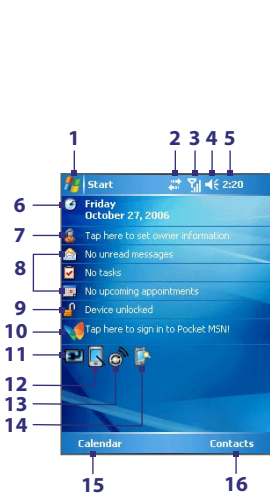 1 2 3 4 5
Start 2:20
6 Friday
October 27, 2006
7 Tap here to set owner information
8 No unread messages
No tasks
No upcoming appointments
9 Device unlocked
10 Tap here to sign in to Pocket MSN!
11
12
13
14
Calendar Contacts
15 16